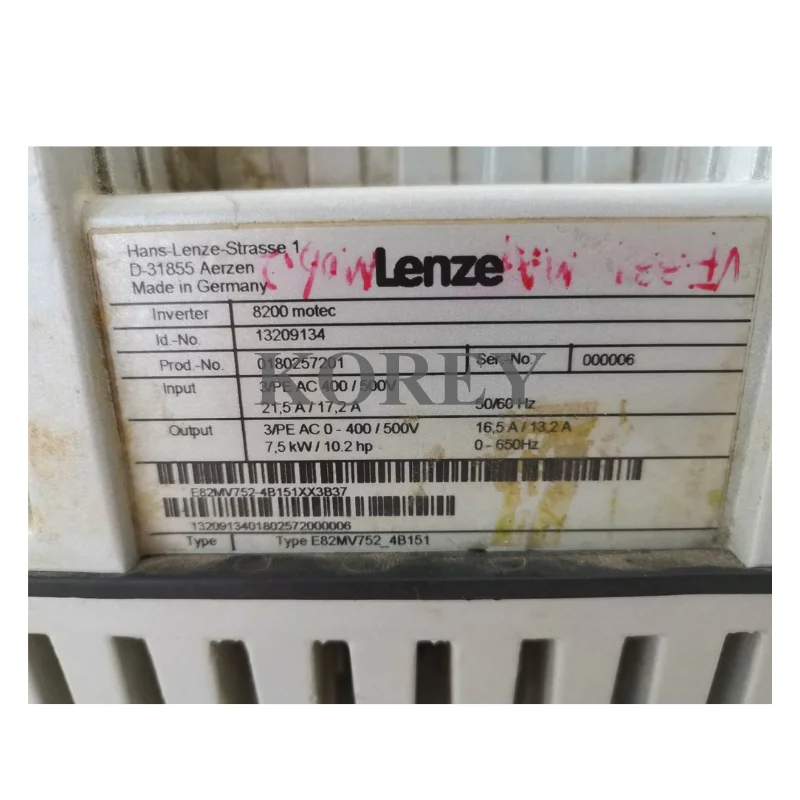 Hans-Lenze-Strasse 1
D-31855 Aerzen
Made in Germany
Lenze
Inverter 8200 motec
Id.-No. 13209134
Prod.-No. 0180257201 Ser.-No. 000006
KOREY
Input 3/PE AC 400 / 500V
21,5 A / 17,2 A 50/60 Hz
Output 3/PE AC 0 - 400 / 500V 16,5 A / 13,2 A
7,5 kW / 10.2 hp 0 - 650Hz
E82MV752-4B151XX3B37
1320913401802572000006
Type Type E82MV752_4B151